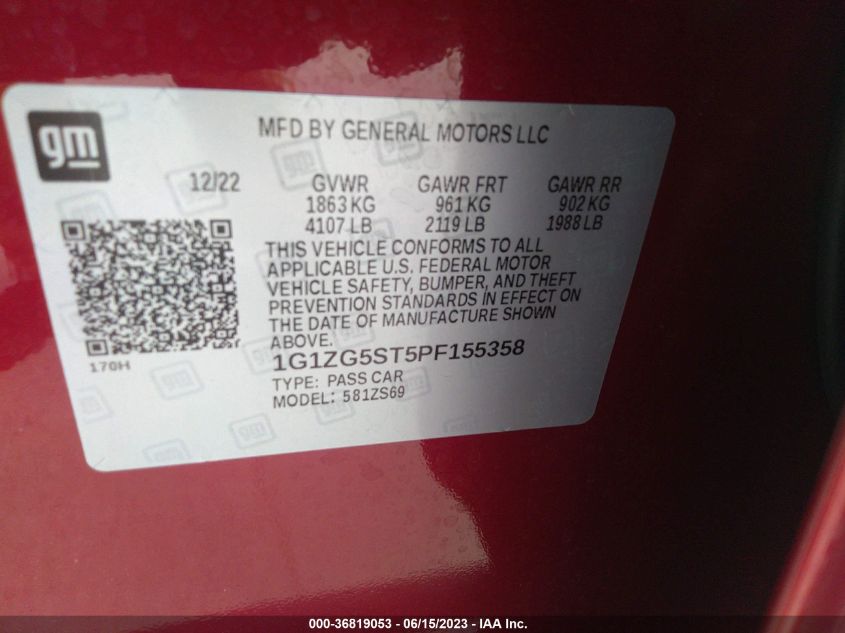 gm
MFD BY GENERAL MOTORS LLC
12/22 GVWR GAWR FRT GAWR RR
1863 KG 961 KG 902 KG
4107 LB 2119 LB 1988 LB
THIS VEHICLE CONFORMS TO ALL
APPLICABLE U.S. FEDERAL MOTOR
VEHICLE SAFETY, BUMPER, AND THEFT
PREVENTION STANDARDS IN EFFECT ON
THE DATE OF MANUFACTURE SHOWN
ABOVE.
170H
1G1ZG5ST5PF155358
TYPE: PASS CAR
MODEL: 581ZS69
000-36819053 - 06/15/2023 - IAA Inc.